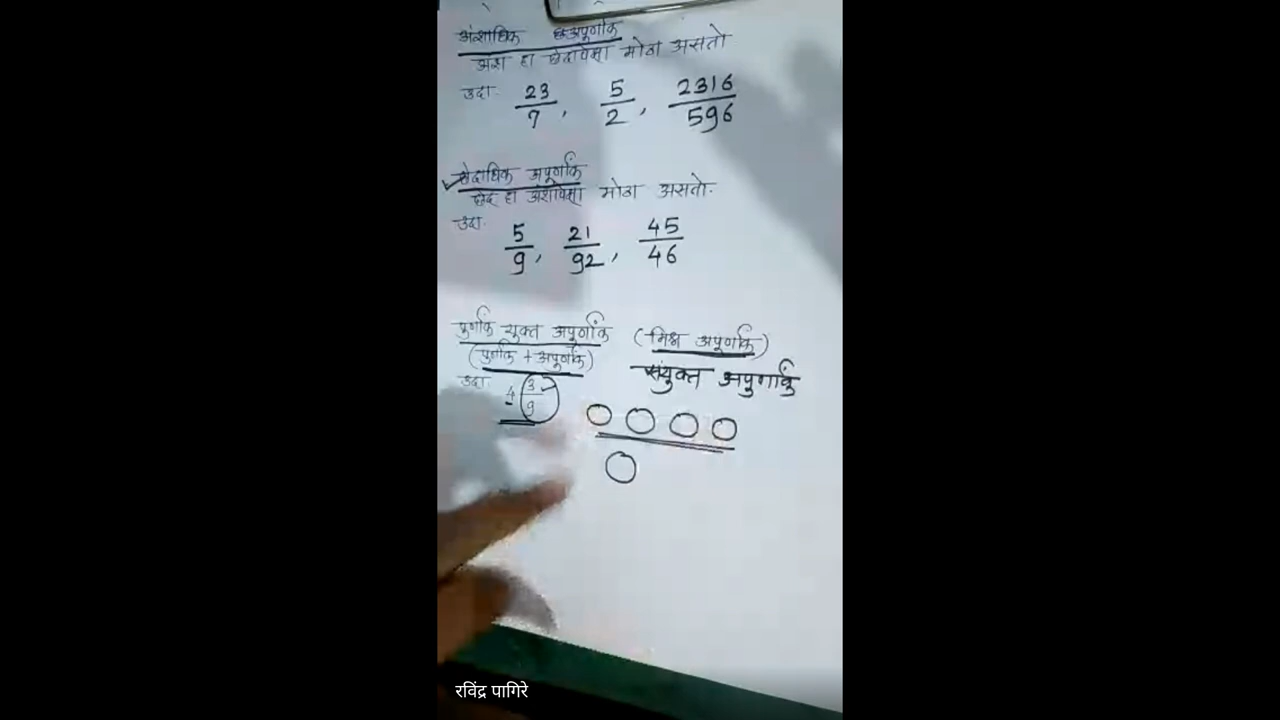 अंशाधिक अपूर्णांक
अंश हा छेदापेक्षा मोठा असतो
उदा. 23/7, 5/2, 2316/596
छेदाधिक अपूर्णांक
छेद हा अंशापेक्षा मोठा असतो.
उदा.
5/9, 21/92, 45/46
पुर्णांक युक्त अपूर्णांक (मिश्र अपूर्णांक)
(पुर्णांक + अपूर्णांक) संयुक्त अपुर्णांक
उदा. 4 3/9
रविंद्र पागिरे